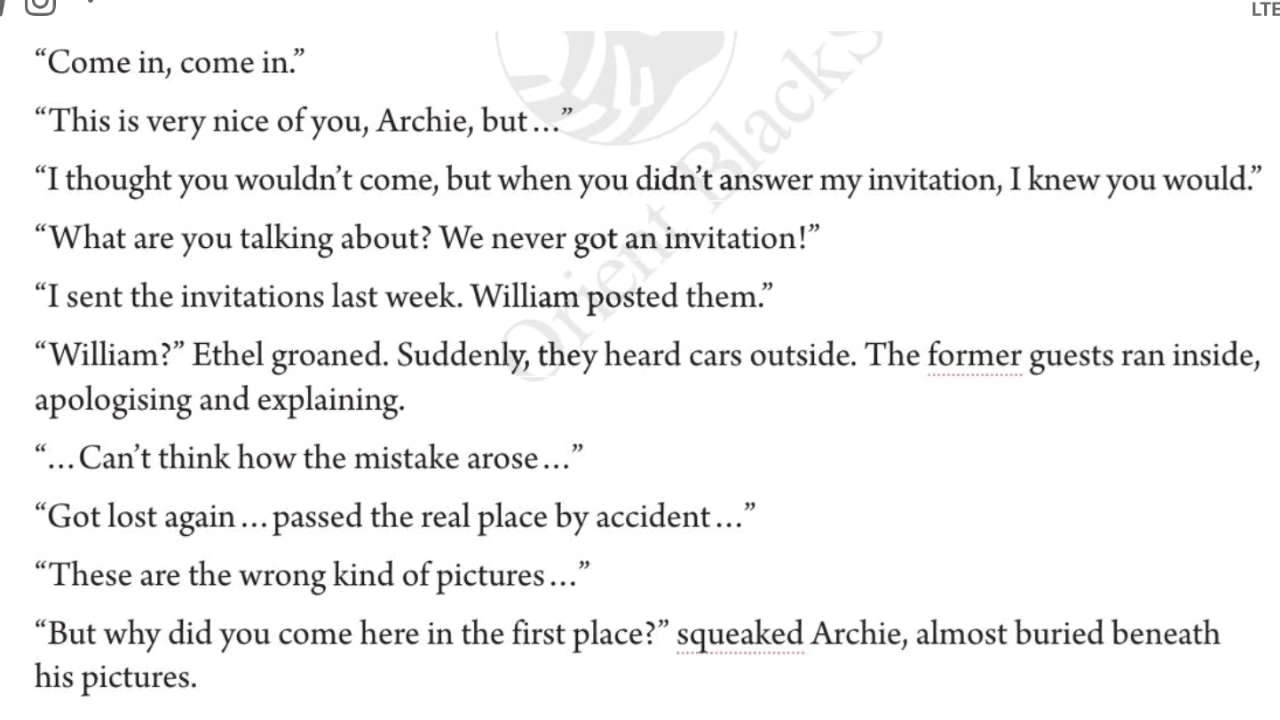 LTE
“Come in, come in.”
“This is very nice of you, Archie, but…”
“I thought you wouldn’t come, but when you didn’t answer my invitation, I knew you would.”
“What are you talking about? We never got an invitation!”
“I sent the invitations last week. William posted them.”
“William?” Ethel groaned. Suddenly, they heard cars outside. The former guests ran inside,
apologising and explaining.
“…Can’t think how the mistake arose…”
“Got lost again…passed the real place by accident…”
“These are the wrong kind of pictures…”
“But why did you come here in the first place?” squeaked Archie, almost buried beneath
his pictures.
Orient Blacks